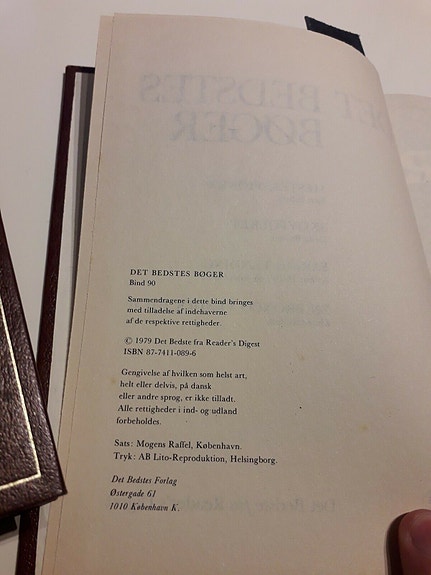 DET BEDSTES BØGER
Bind 90
Sammendragene i dette bind bringes
med tilladelse af indehaverne
af de respektive rettigheder.
© 1979 Det Bedste fra Reader's Digest
ISBN 87-7411-089-6
Gengivelse af hvilken som helst art,
helt eller delvis, på dansk
eller andre sprog, er ikke tilladt.
Alle rettigheder i ind- og udland
forbeholdes.
Sats: Mogens Raffel, København.
Tryk: AB Lito-Reproduktion, Helsingborg.
Det Bedstes Forlag
Østergade 61
1010 København K.